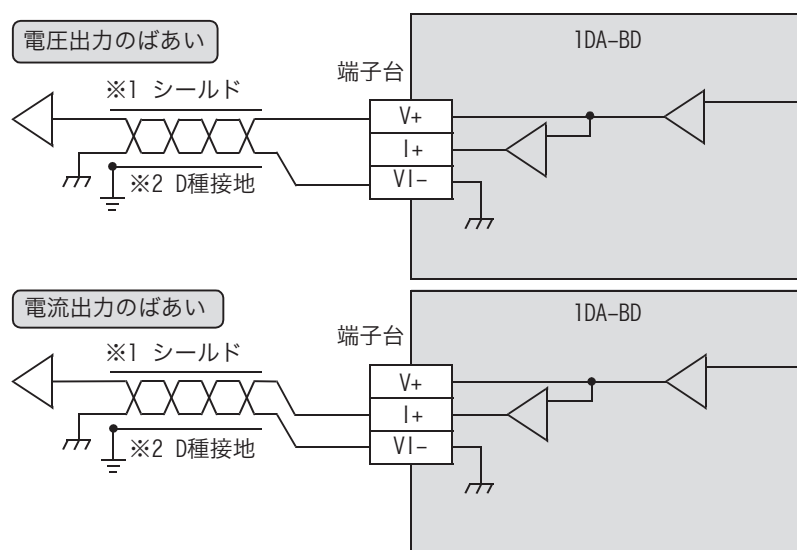 電圧出力のばあい
1DA-BD
端子台
※1 シールド
V+
I+
VI-
※2 D種接地
電流出力のばあい
1DA-BD
端子台
※1 シールド
V+
I+
VI-
※2 D種接地